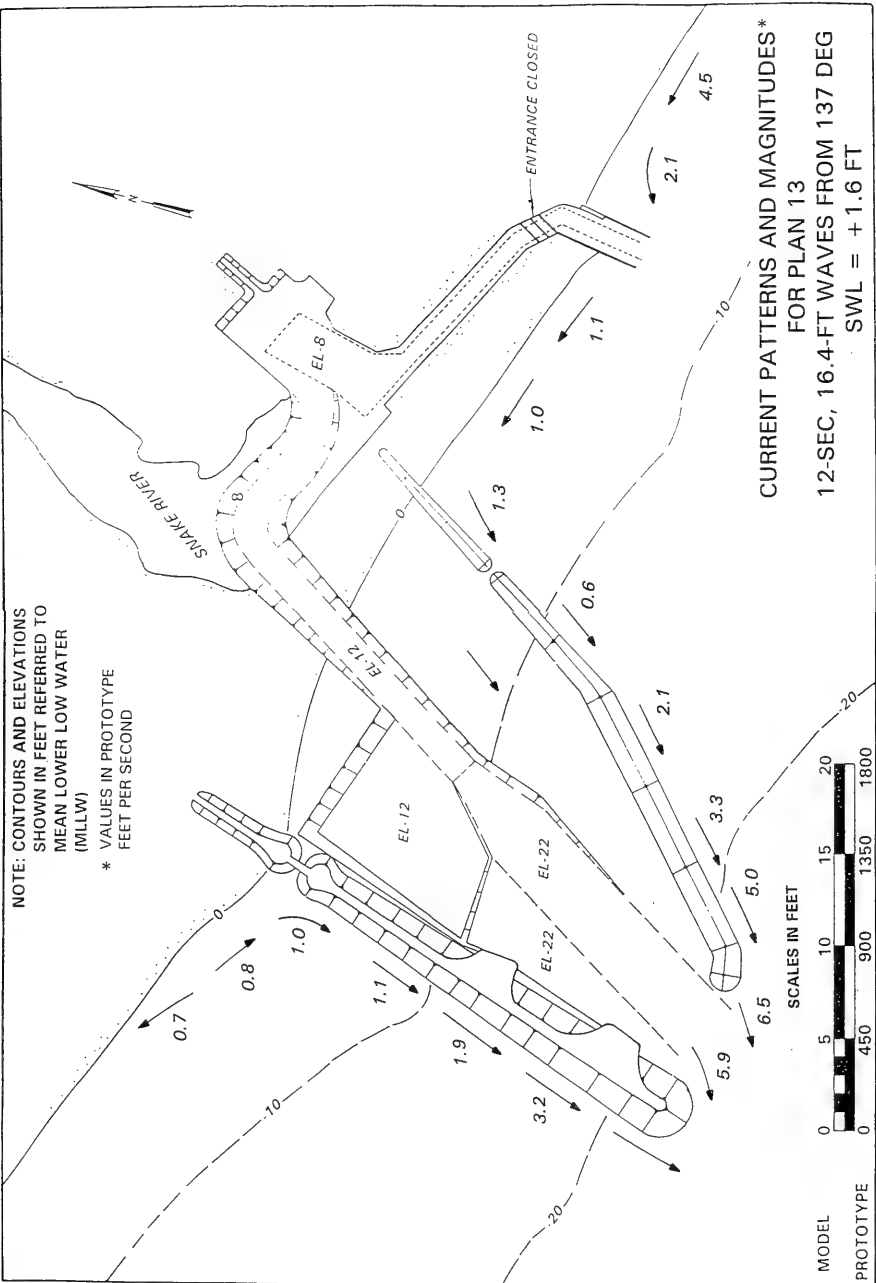 NOTE: CONTOURS AND ELEVATIONS
SHOWN IN FEET REFERRED TO
MEAN LOWER LOW WATER
(MLLW)
* VALUES IN PROTOTYPE
FEET PER SECOND
N
SNAKE RIVER
8
EL-8
EL-12
EL-12
EL-22
EL-22
ENTRANCE CLOSED
0
0
-10
-10
-20
-20
0.7
0.8
1.0
1.1
1.9
3.2
5.9
6.5
5.0
3.3
2.1
0.6
1.3
1.0
1.1
2.1
4.5
CURRENT PATTERNS AND MAGNITUDES*
FOR PLAN 13
12-SEC, 16.4-FT WAVES FROM 137 DEG
SWL = +1.6 FT
SCALES IN FEET
MODEL 0 5 10 15 20
PROTOTYPE 0 450 900 1350 1800